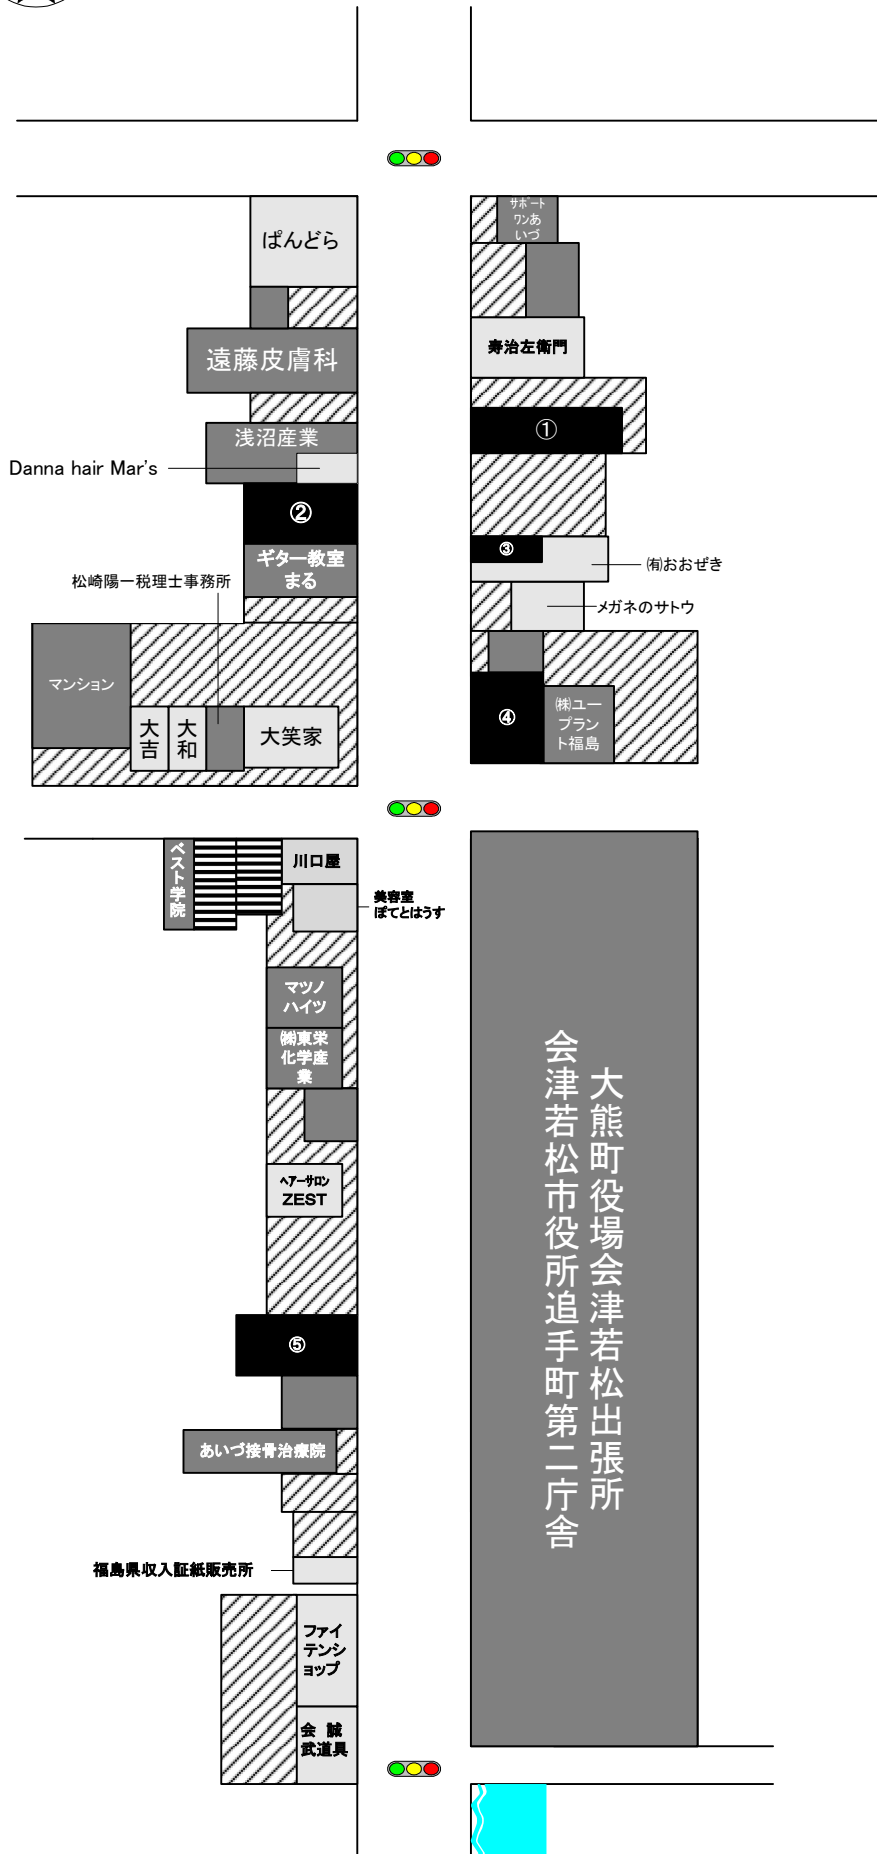 ぱんどら
遠藤皮膚科
浅沼産業
Danna hair Mar's
②
ギター教室
まる
松崎陽一税理士事務所
マンション
大吉
大和
大笑家
サポート
ワンあ
いづ
寿治左衛門
①
③
㈲おおぜき
メガネのサトウ
④
㈱ユー
プラン
ト福島
ベスト学院
川口屋
美容室
ぽてとはうす
マツノ
ハイツ
㈱東栄
化学産
業
ヘアーサロン
ZEST
⑤
あいづ接骨治療院
福島県収入証紙販売所
ファイ
テンシ
ョップ
会 誠
武道具
大熊町役場会津若松出張所
会津若松市役所追手町第二庁舎